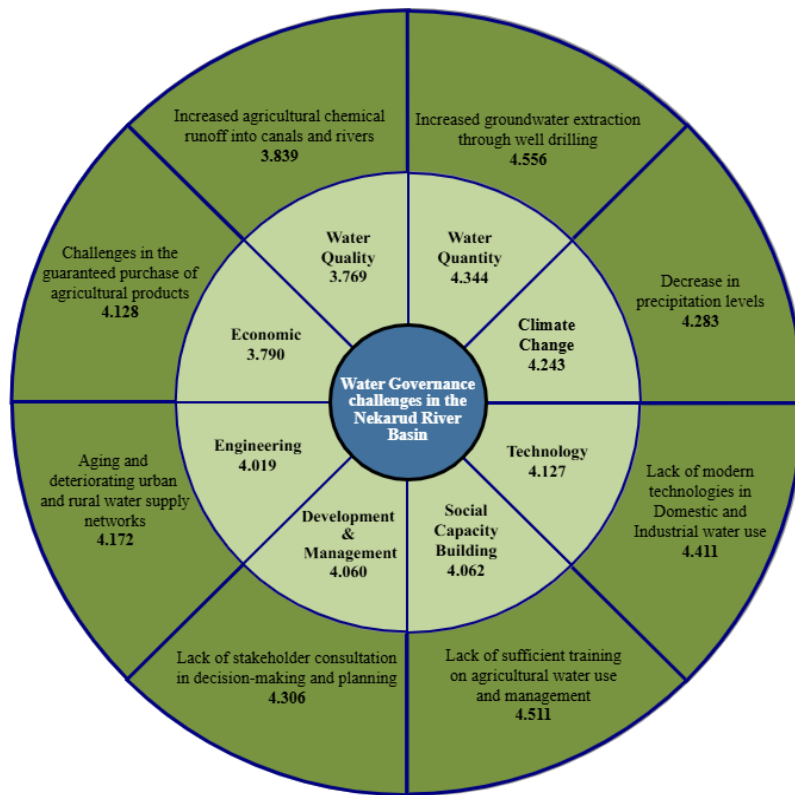 Water Governance
challenges in the
Nekarud River
Basin
Water
Quantity
4.344
Increased groundwater extraction
through well drilling
4.556
Climate
Change
4.243
Decrease in
precipitation levels
4.283
Technology
4.127
Lack of modern
technologies in
Domestic and
Industrial water use
4.411
Social
Capacity
Building
4.062
Lack of sufficient training
on agricultural water use
and management
4.511
Development
&
Management
4.060
Lack of stakeholder consultation
in decision-making and planning
4.306
Engineering
4.019
Aging and
deteriorating urban
and rural water supply
networks
4.172
Economic
3.790
Challenges in the
guaranteed purchase of
agricultural products
4.128
Water
Quality
3.769
Increased agricultural chemical
runoff into canals and rivers
3.839